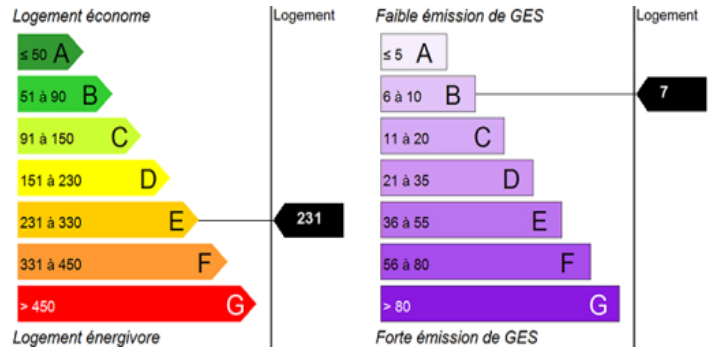 Logement économe
Logement
≤ 50 A
51 à 90 B
91 à 150 C
151 à 230 D
231 à 330 E
231
331 à 450 F
> 450 G
Logement énergivore
Faible émission de GES
Logement
≤ 5 A
6 à 10 B
7
11 à 20 C
21 à 35 D
36 à 55 E
56 à 80 F
> 80 G
Forte émission de GES